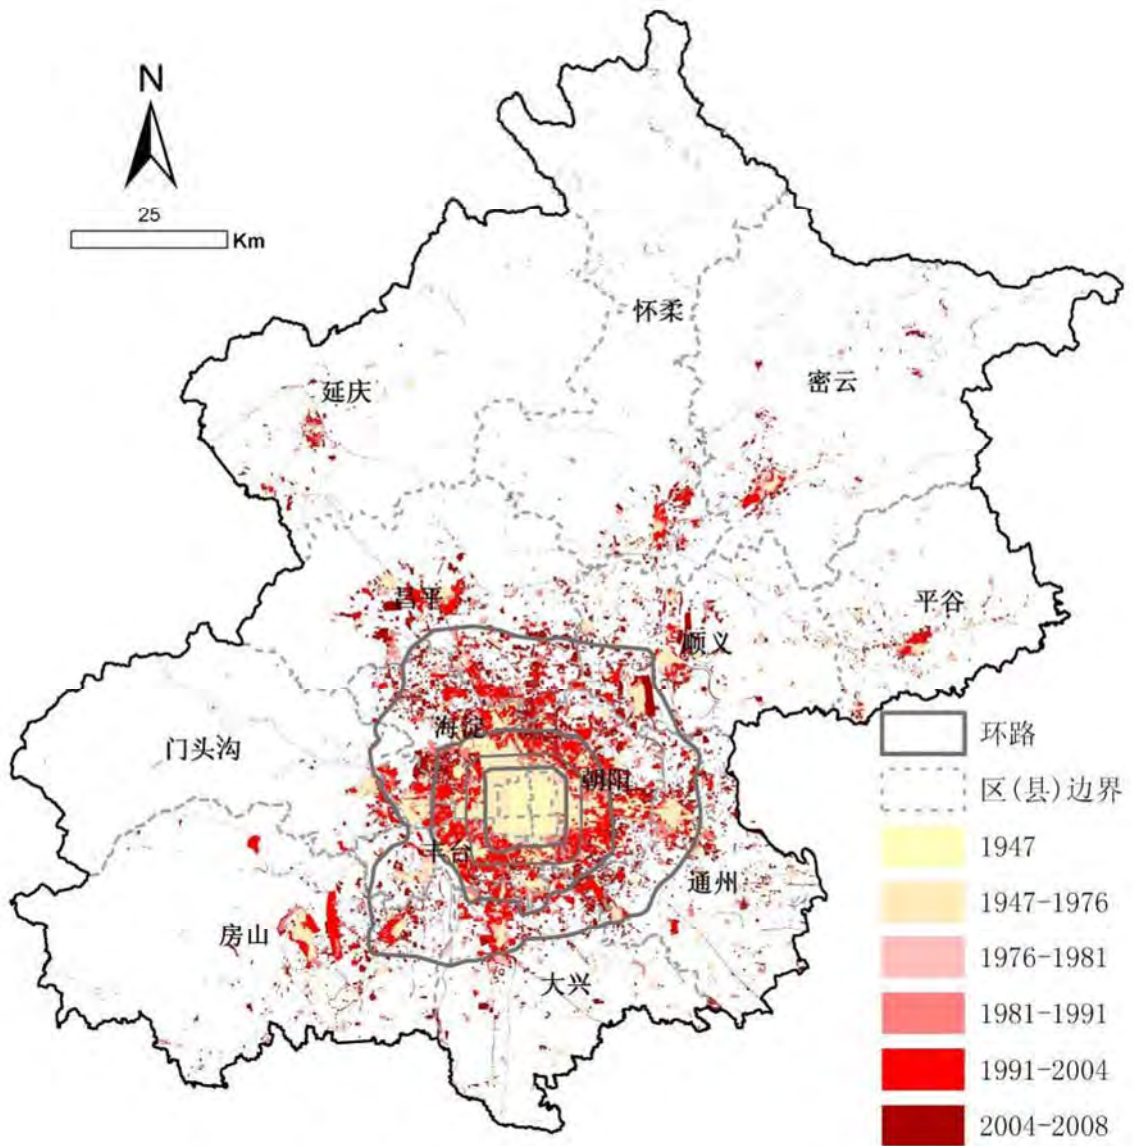 N
25
Km
怀柔
延庆
密云
昌平
平谷
顺义
海淀
门头沟
朝阳
丰台
通州
房山
大兴
环路
区(县)边界
1947
1947-1976
1976-1981
1981-1991
1991-2004
2004-2008